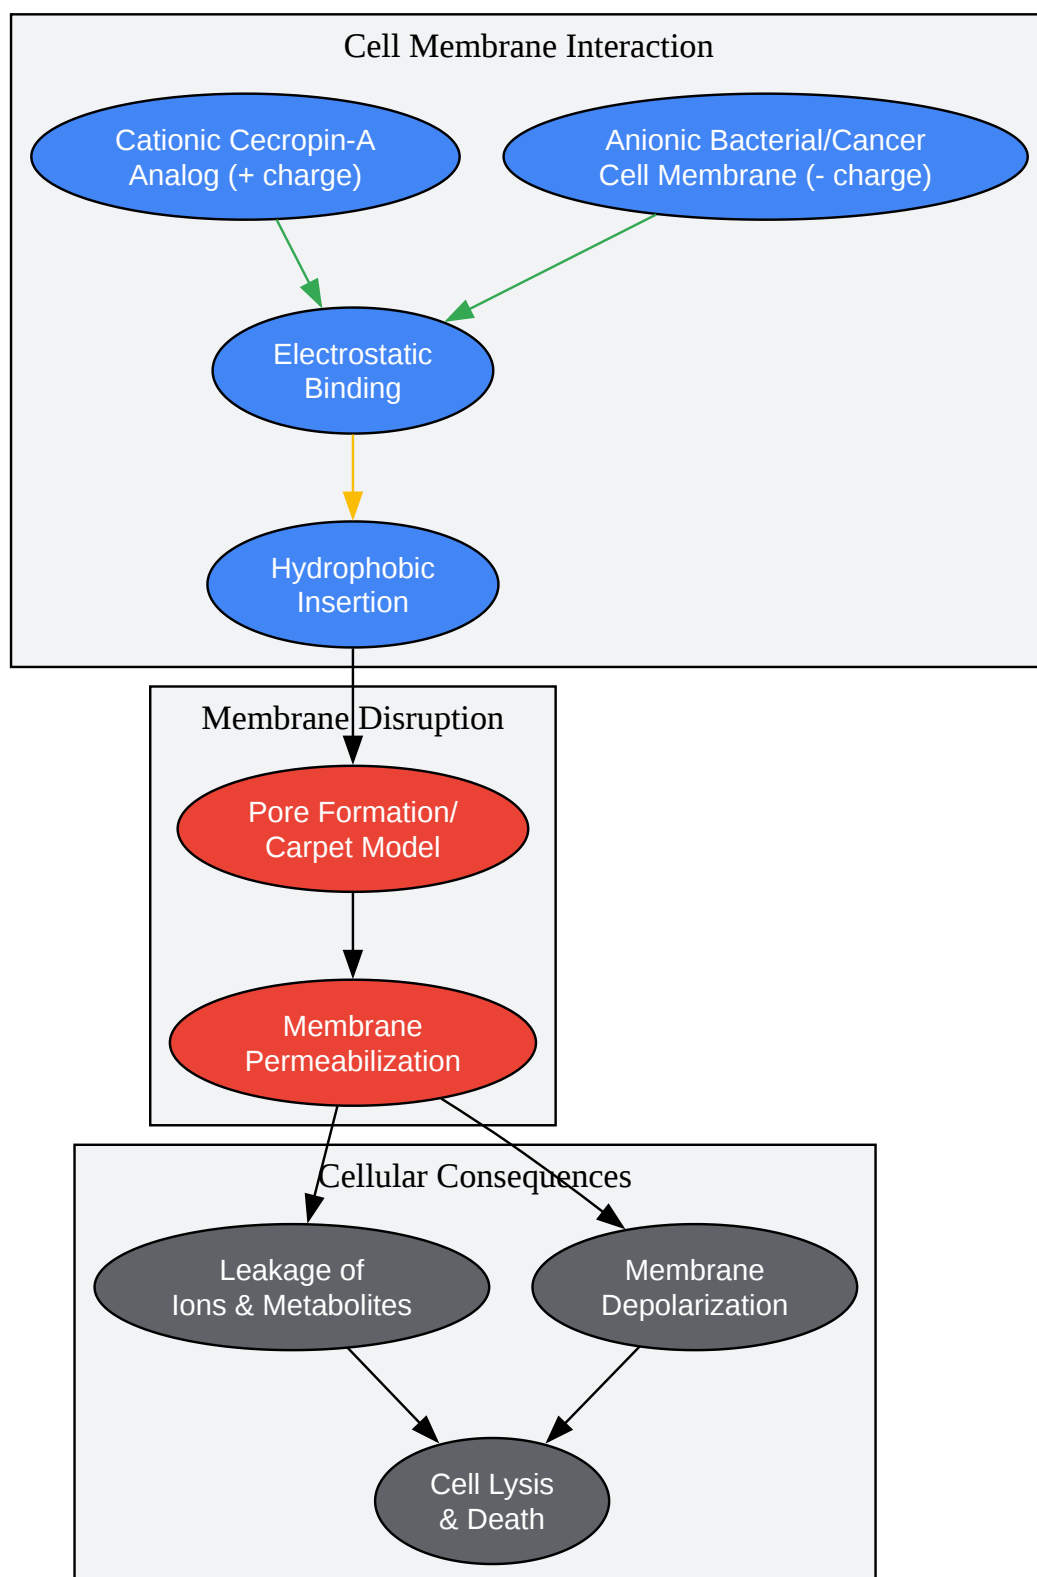 Cell Membrane Interaction
Cationic Cecropin-A
Analog (+ charge)
Anionic Bacterial/Cancer
Cell Membrane (- charge)
Electrostatic
Binding
Hydrophobic
Insertion
Membrane Disruption
Pore Formation/
Carpet Model
Membrane
Permeabilization
Cellular Consequences
Leakage of
Ions & Metabolites
Membrane
Depolarization
Cell Lysis
& Death